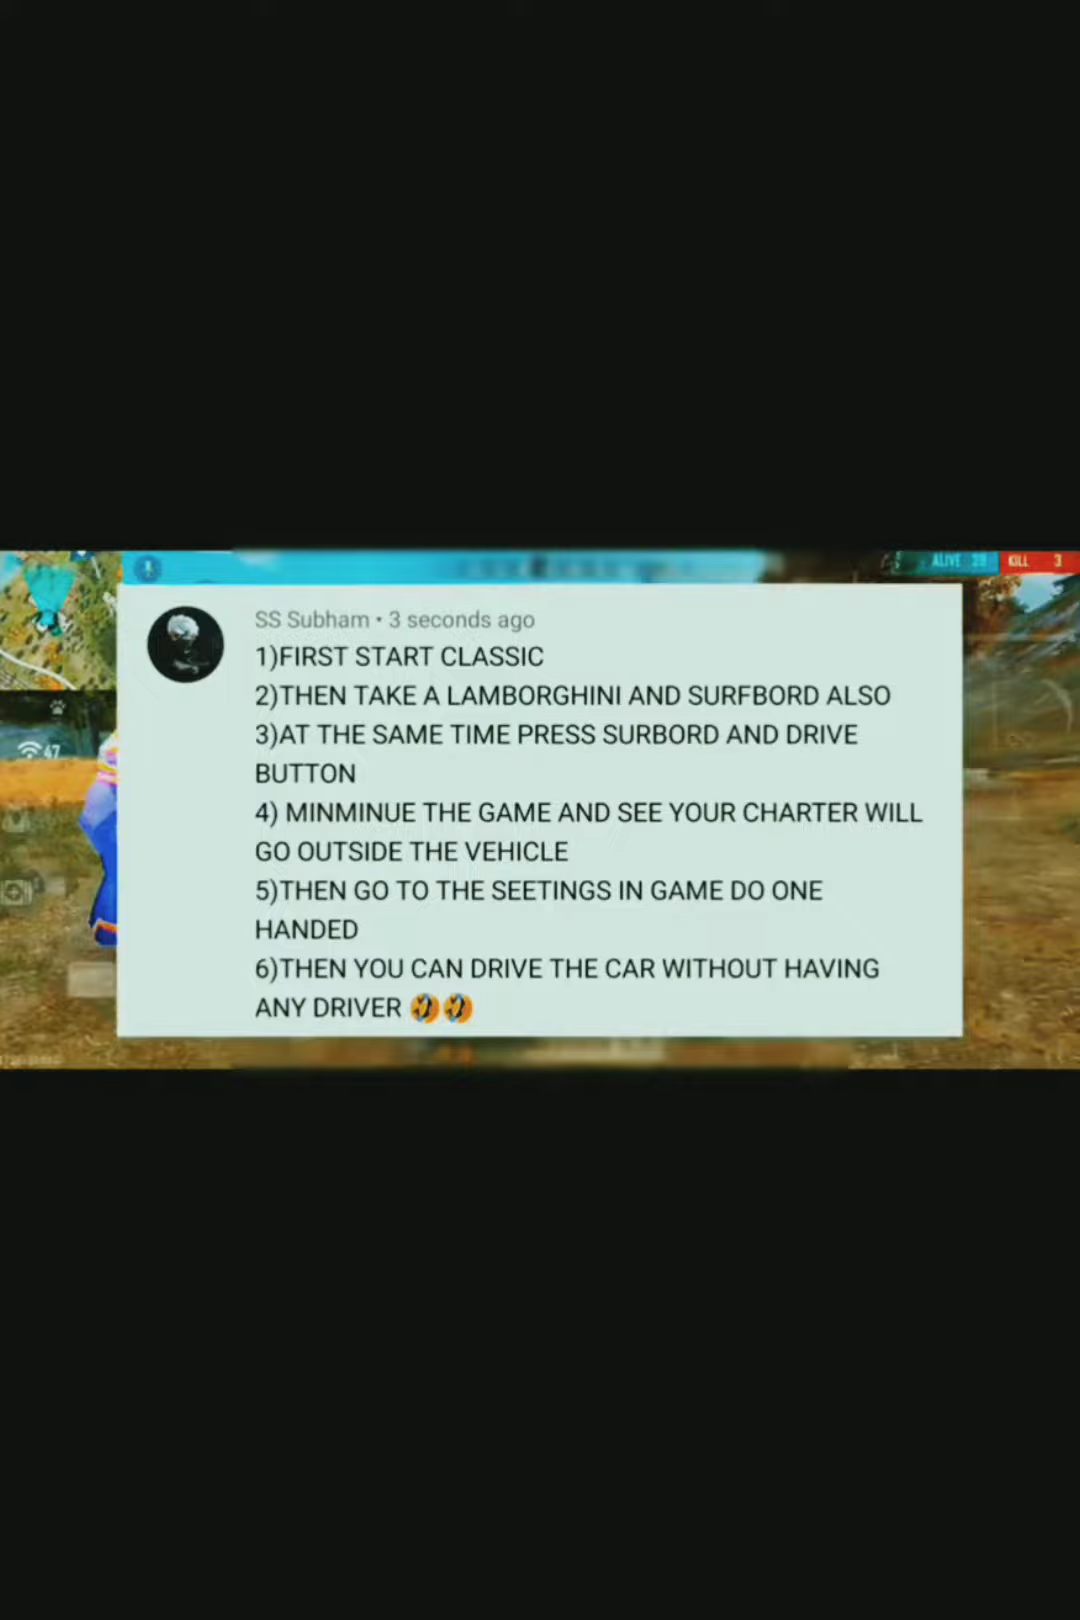 ALIVE
KILL 3
SS Subham • 3 seconds ago
1)FIRST START CLASSIC
2)THEN TAKE A LAMBORGHINI AND SURFBORD ALSO
3)AT THE SAME TIME PRESS SURBORD AND DRIVE
BUTTON
4) MINMINUE THE GAME AND SEE YOUR CHARTER WILL
GO OUTSIDE THE VEHICLE
5)THEN GO TO THE SEETINGS IN GAME DO ONE
HANDED
6)THEN YOU CAN DRIVE THE CAR WITHOUT HAVING
ANY DRIVER 🤣🤣
47